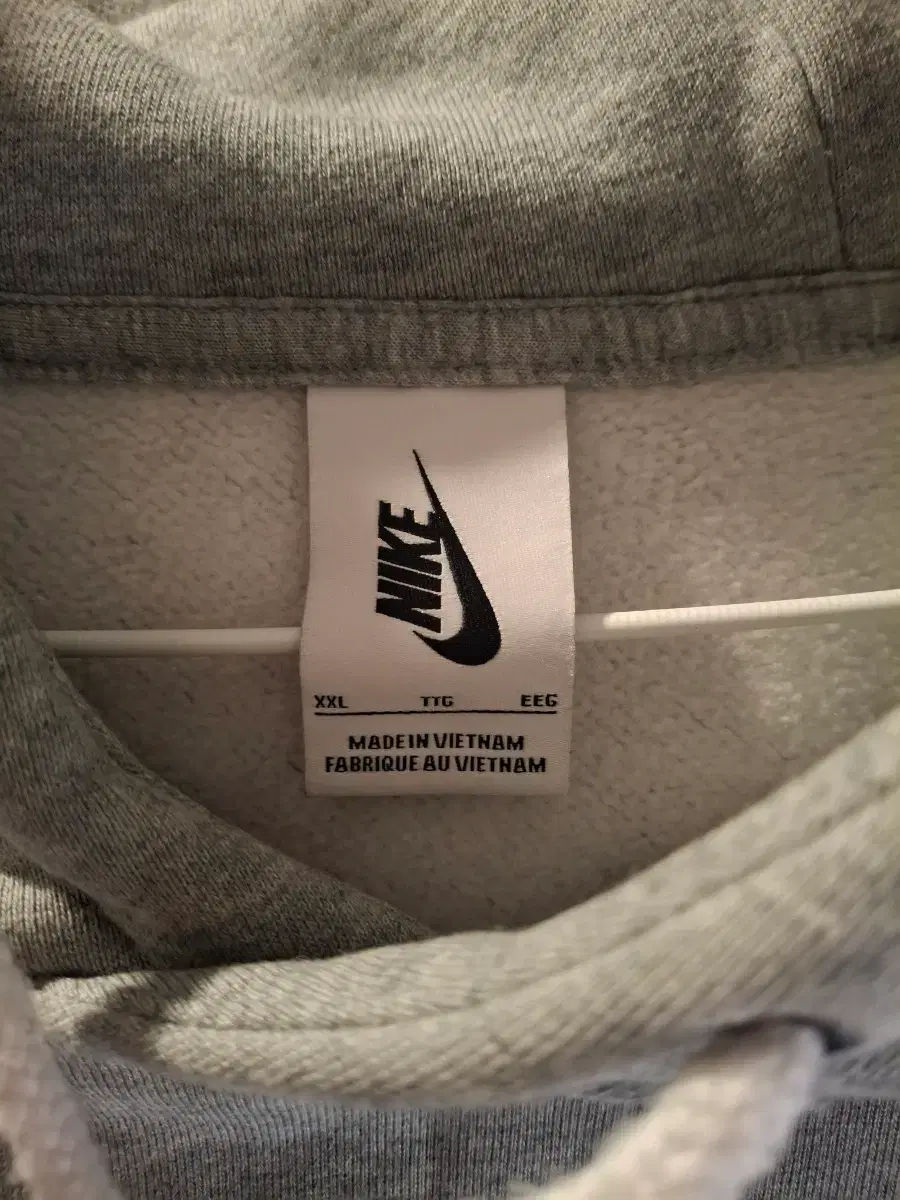 NIKE
XXL TTG EEG
MADE IN VIETNAM
FABRIQUE AU VIETNAM